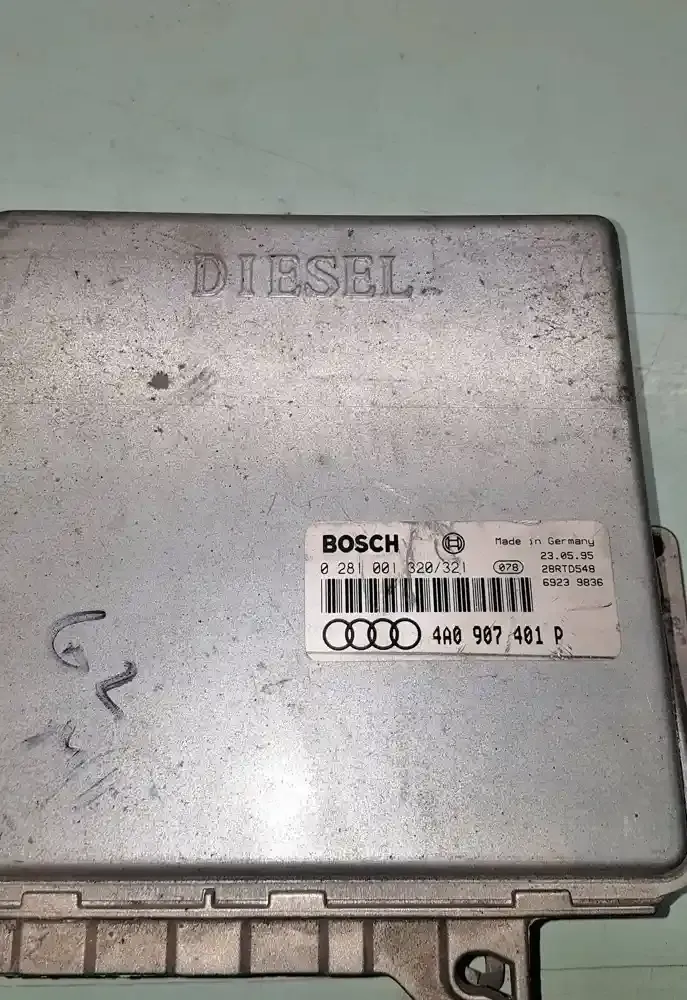 DIESEL
BOSCH
Made in Germany
23.05.95
0 281 001 320/321
078
28RTD548
6923 9836
4A0 907 401 P